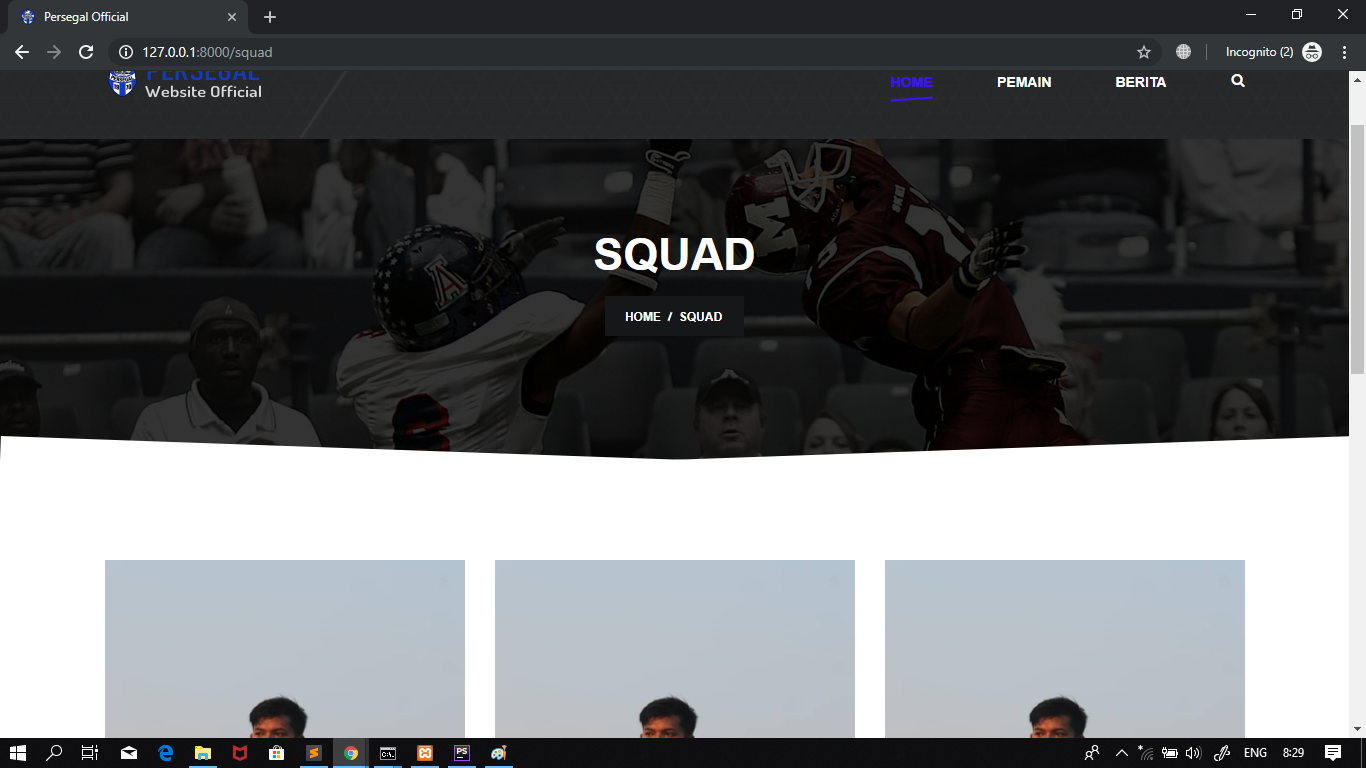 Persegal Official
127.0.0.1:8000/squad
Incognito (2)
PERSEGAL
Website Official
HOME
PEMAIN
BERITA
SQUAD
HOME / SQUAD
ENG
8:29